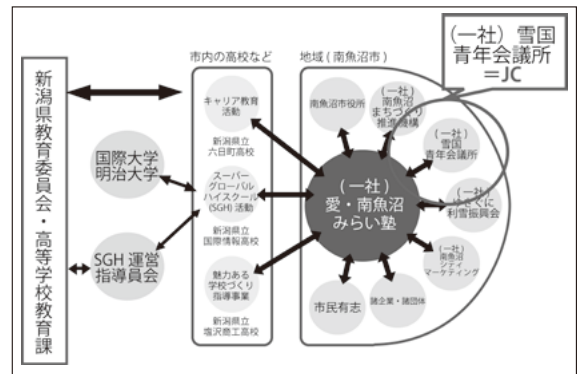 新潟県教育委員会・高等学校教育課
国際大学
明治大学
SGH 運営
指導員会
市内の高校など
キャリア教育
活動
新潟県立
六日町高校
スーパー
グローバル
ハイスクール
(SGH) 活動
新潟県立
国際情報高校
魅力ある
学校づくり
指導事業
新潟県立
塩沢商工高校
地域 (南魚沼市)
南魚沼市役所
(一社)
南魚沼
まちづくり
推進機構
(一社)
雪国
青年会議所
(一社)
ゆきぐに
利雪振興会
(一社)
南魚沼
シティ
マーケティング
諸企業・諸団体
市民有志
(一社)
愛・南魚沼
みらい塾
(一社) 雪国
青年会議所
=JC